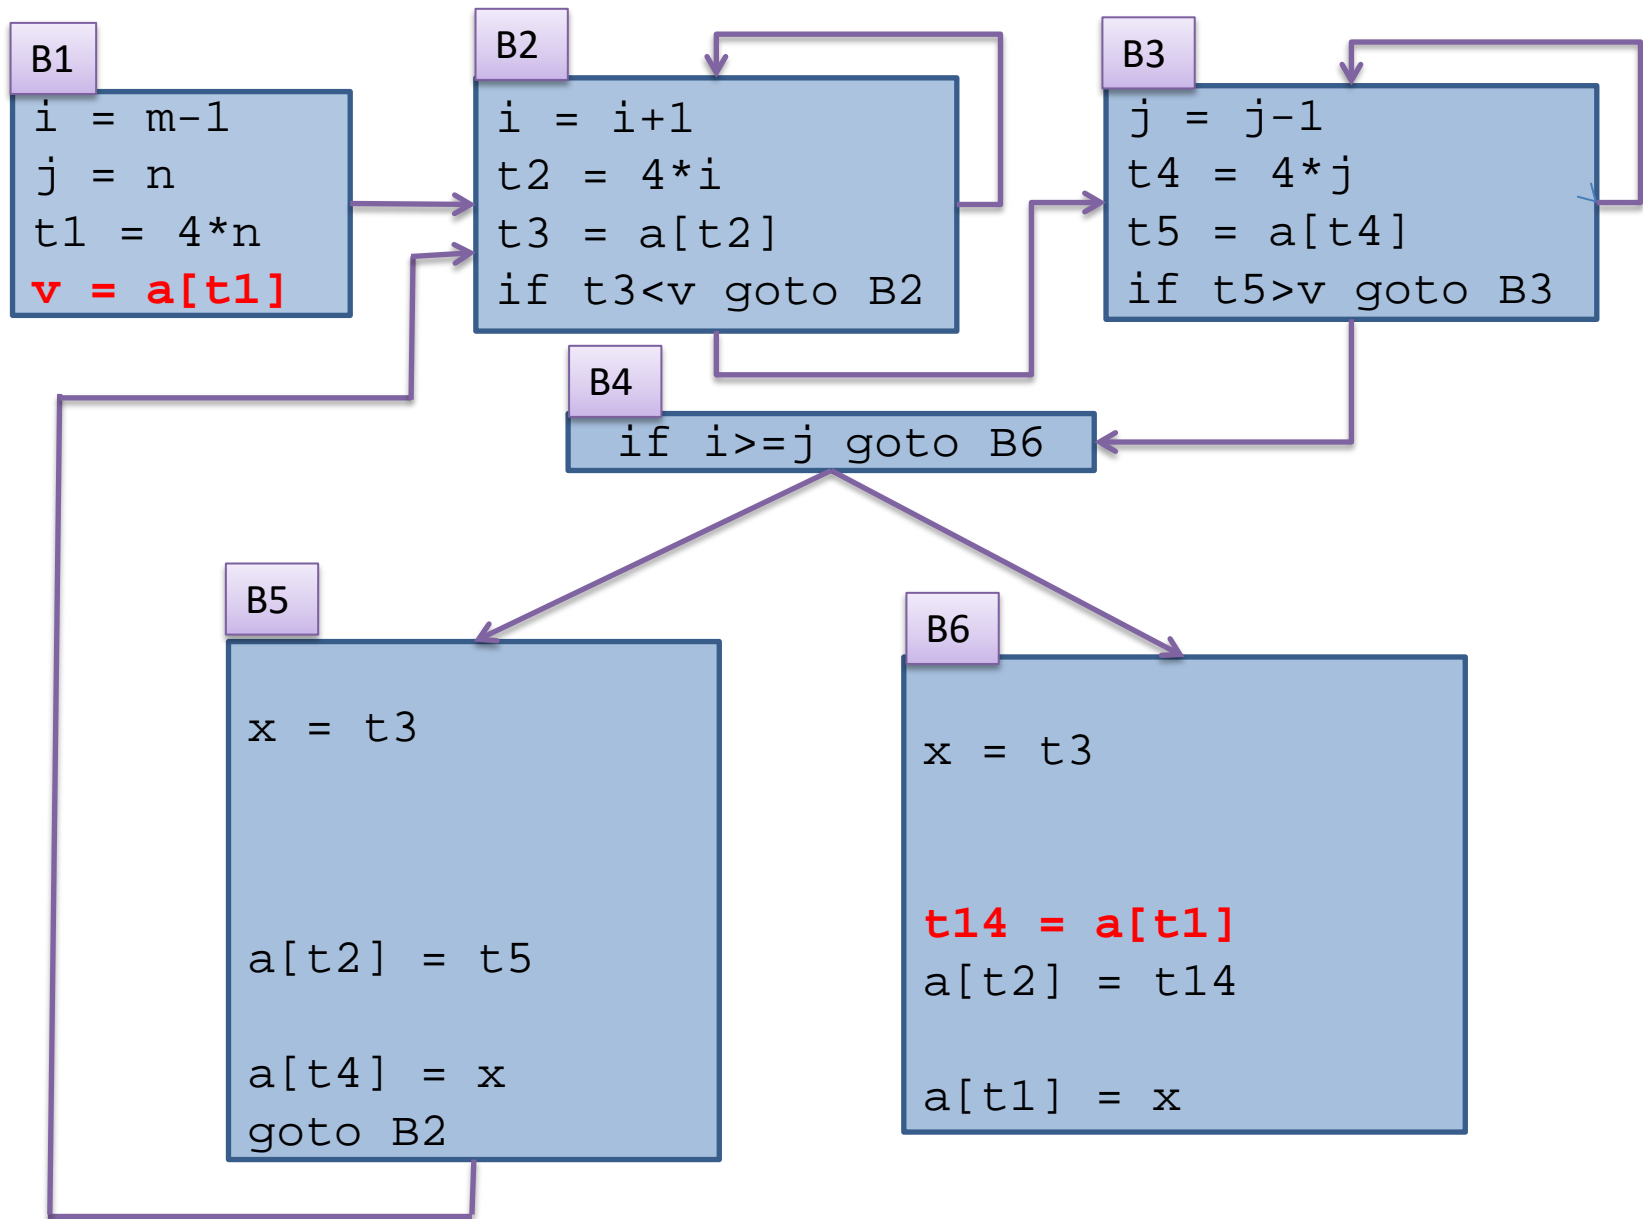 B1
i = m-1
j = n
t1 = 4*n
v = a[t1]
B2
i = i+1
t2 = 4*i
t3 = a[t2]
if t3<v goto B2
B3
j = j-1
t4 = 4*j
t5 = a[t4]
if t5>v goto B3
B4
if i>=j goto B6
B5
x = t3
a[t2] = t5
a[t4] = x
goto B2
B6
x = t3
t14 = a[t1]
a[t2] = t14
a[t1] = x